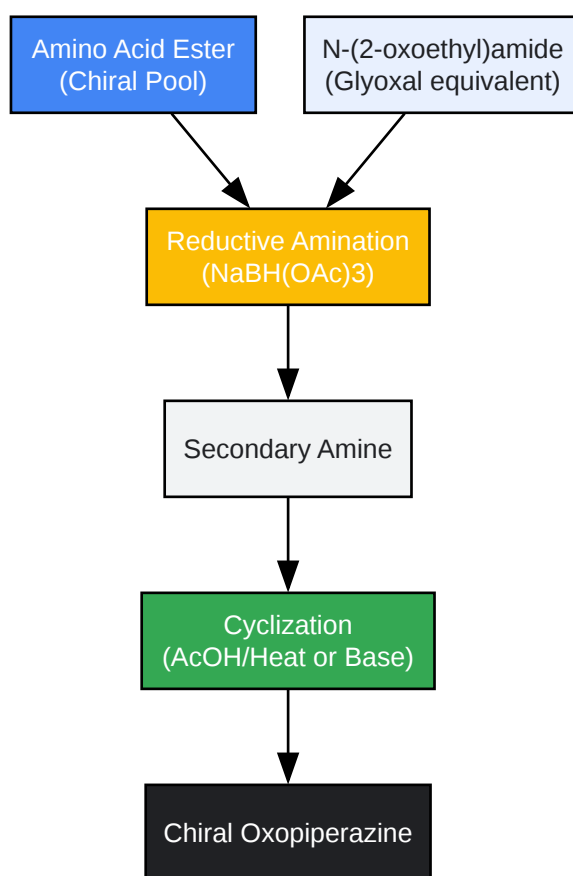 Amino Acid Ester
(Chiral Pool)
N-(2-oxoethyl)amide
(Glyoxal equivalent)
Reductive Amination
(NaBH(OAc)3)
Secondary Amine
Cyclization
(AcOH/Heat or Base)
Chiral Oxopiperazine